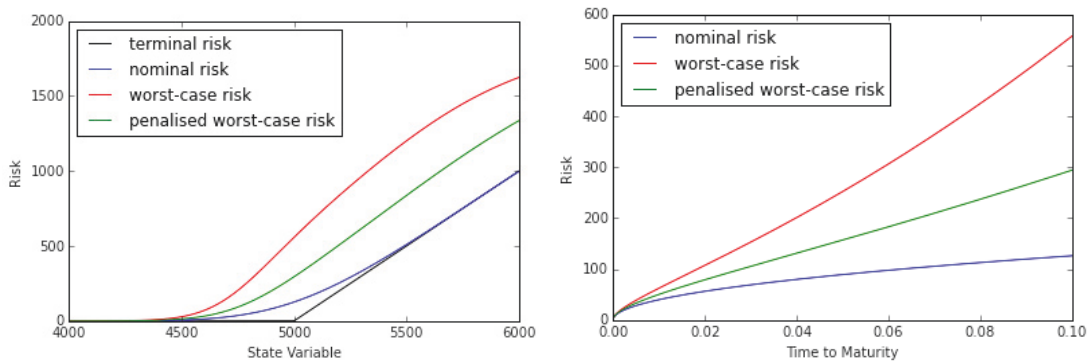 2000
1500
1000
500
0
Risk
terminal risk
nominal risk
worst-case risk
penalised worst-case risk
4000 4500 5000 5500 6000
State Variable
600
500
400
300
200
100
0
Risk
nominal risk
worst-case risk
penalised worst-case risk
0.00 0.02 0.04 0.06 0.08 0.10
Time to Maturity